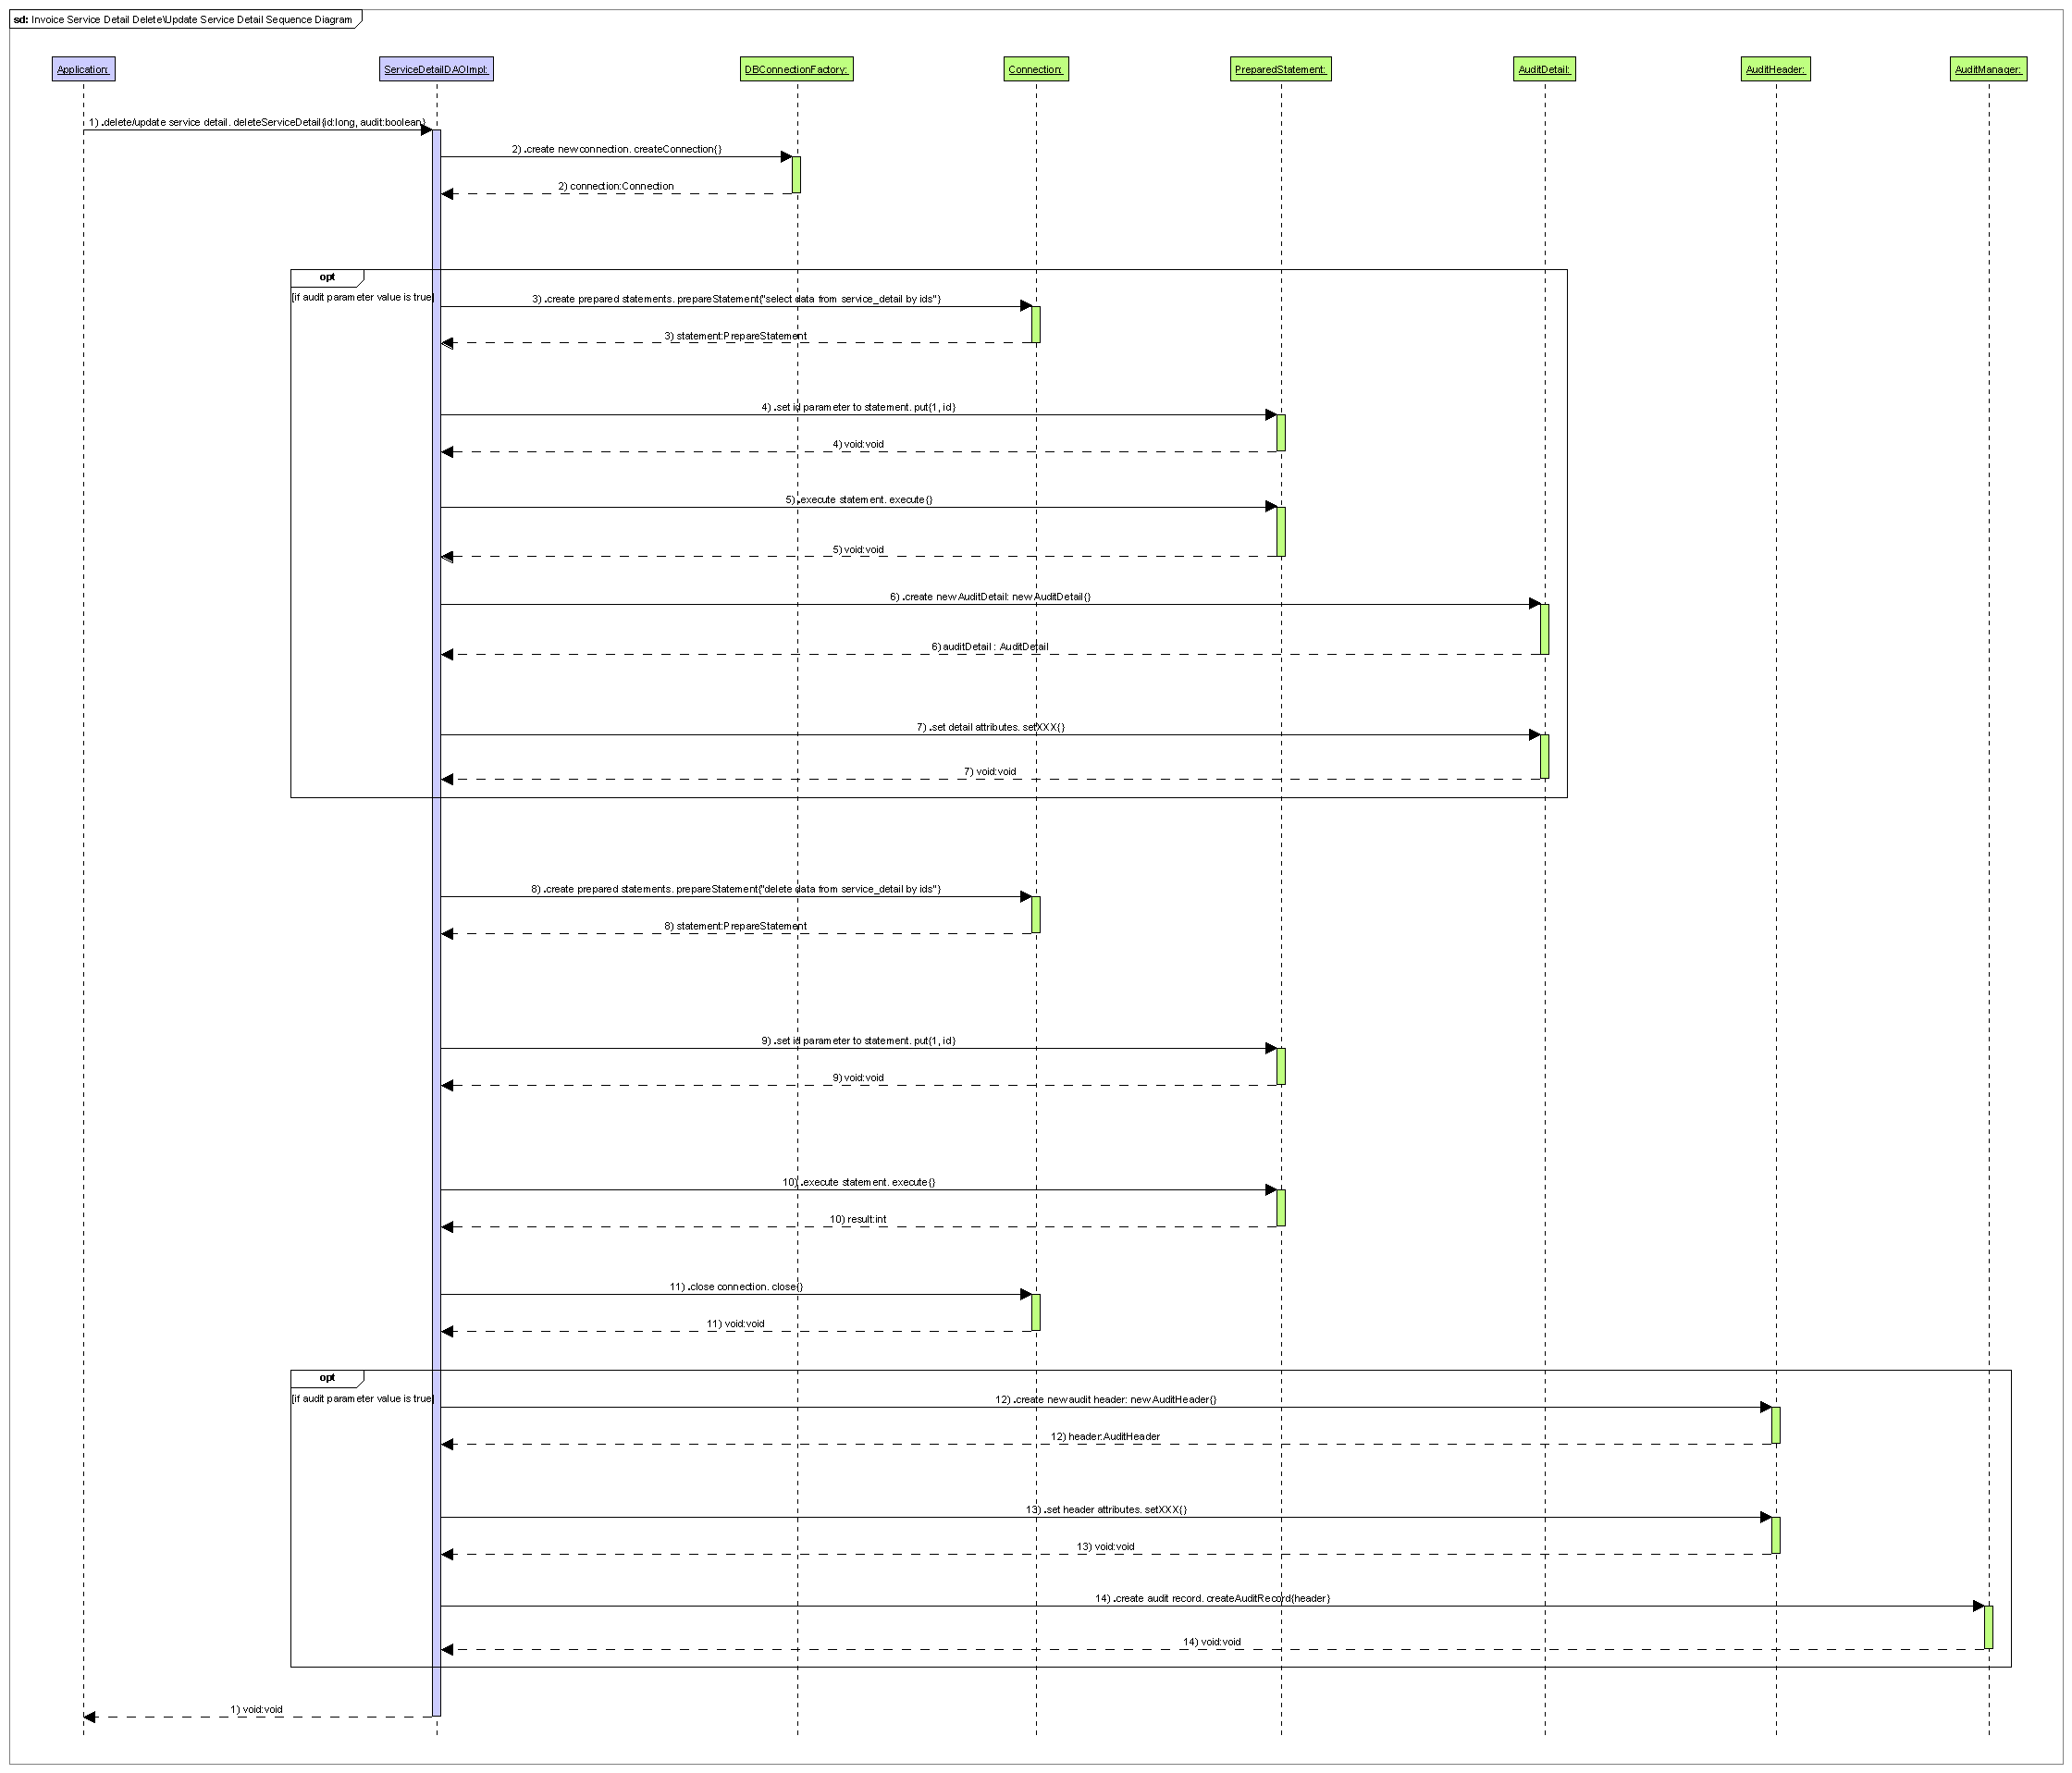 sd: Invoice Service Detail Delete\Update Service Detail Sequence Diagram
Application:
ServiceDetailDAOImpl:
DBConnectionFactory:
Connection:
PreparedStatement:
AuditDetail:
AuditHeader:
AuditManager:
1) .delete/update service detail. deleteServiceDetail{id:long, audit:boolean}
2) .create new connection. createConnection{}
2) connection:Connection
opt
[if audit parameter value is true]
3) .create prepared statements. prepareStatement{"select data from service_detail by ids"}
3) statement:PrepareStatement
4) .set id parameter to statement. put{1, id}
4) void:void
5) .execute statement. execute{}
5) void:void
6) .create new AuditDetail: new AuditDetail{}
6) auditDetail : AuditDetail
7) .set detail attributes. setXXX{}
7) void:void
8) .create prepared statements. prepareStatement{"delete data from service_detail by ids"}
8) statement:PrepareStatement
9) .set id parameter to statement. put{1, id}
9) void:void
10) .execute statement. execute{}
10) result:int
11) .close connection. close{}
11) void:void
opt
[if audit parameter value is true]
12) .create new audit header: new AuditHeader{}
12) header:AuditHeader
13) .set header attributes. setXXX{}
13) void:void
14) .create audit record. createAuditRecord{header}
14) void:void
1) void:void